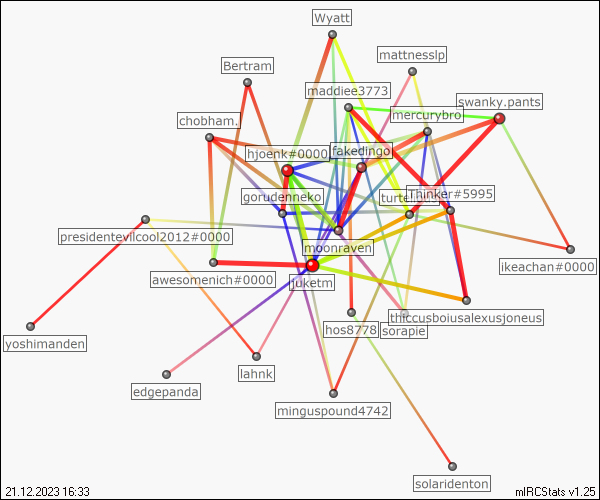 Wyatt
mattnesslp
Bertram
maddiee3773
swanky.pants
mercurybro
chobham.
fakedingo
hjoenk#0000
Thinker#5995
gorudenneko
presidentevilcool2012#0000
moonraven
ikeachan#0000
awesomenich#0000
juketm
thiccusboiusalexusjoneus
hos8778
sorapie
yoshimanden
lahnk
edgepanda
minguspound4742
solaridenton
21.12.2023 16:33
mIRCStats v1.25